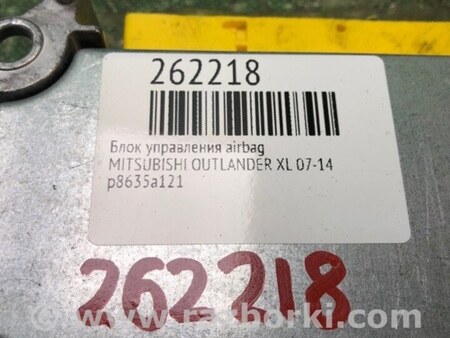 262218
Блок управления airbag
MITSUBISHI OUTLANDER XL 07-14
p8635a121
262218
© www.razborki.com